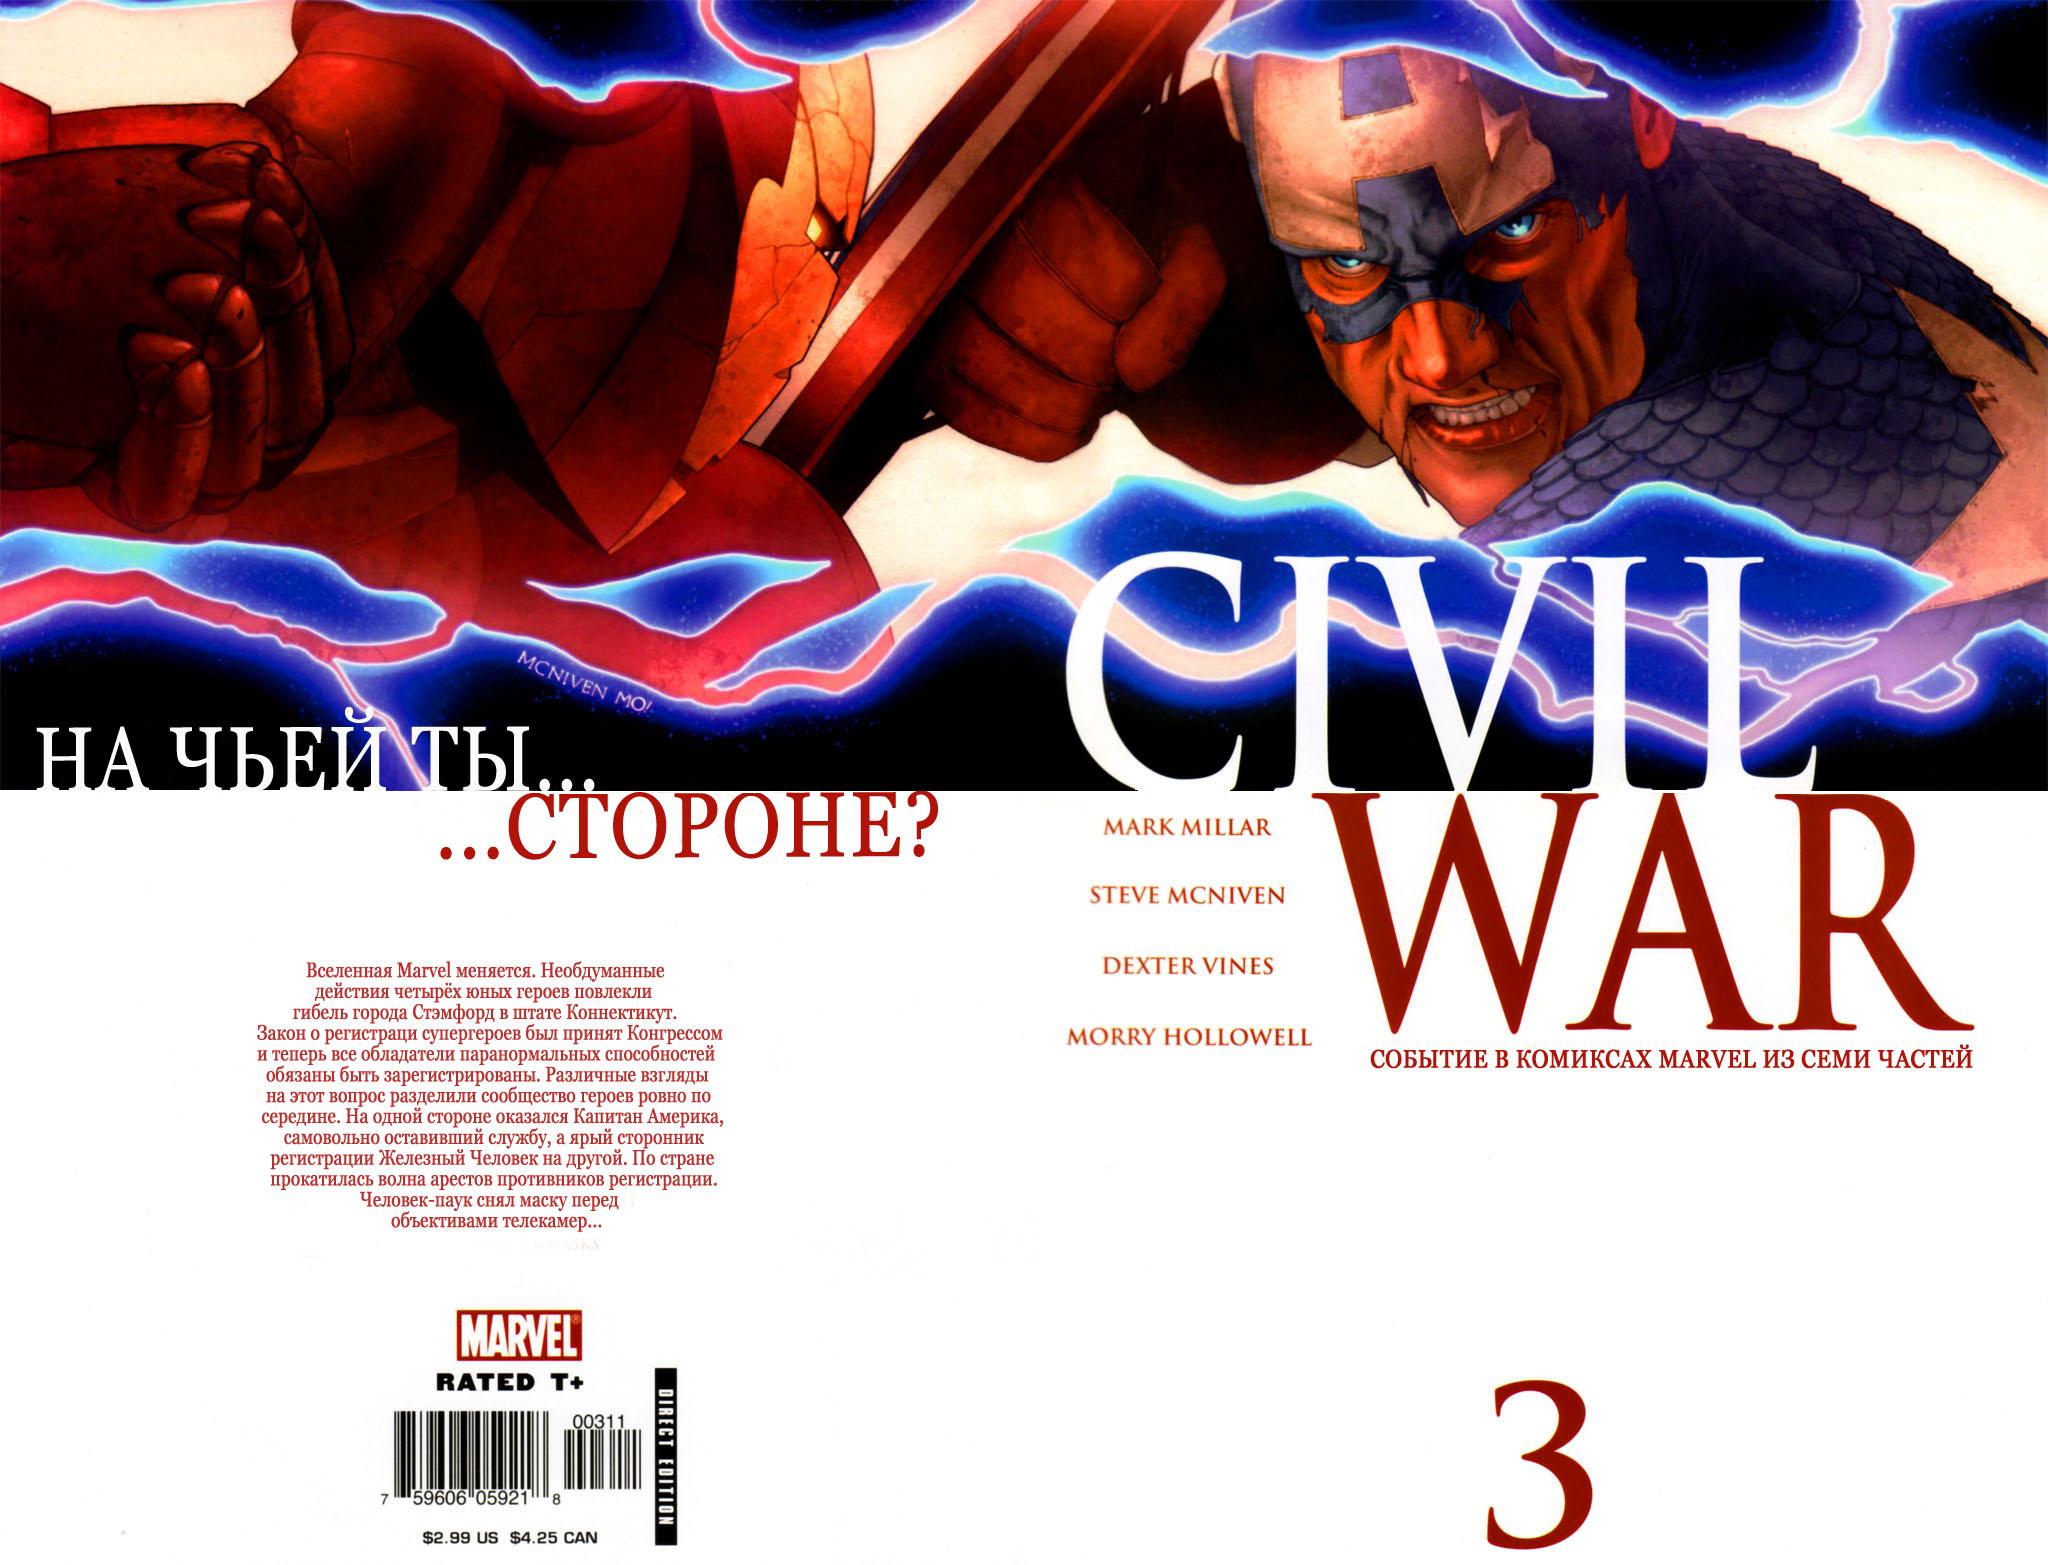 MCNIVEN MO!
НА ЧЬЕЙ ТЫ...
...СТОРОНЕ?
Вселенная Marvel меняется. Необдуманные
действия четырёх юных героев повлекли
гибель города Стэмфорд в штате Коннектикут.
Закон о регистраци супергероев был принят Конгрессом
и теперь все обладатели паранормальных способностей
обязаны быть зарегистрированы. Различные взгляды
на этот вопрос разделили сообщество героев ровно по
середине. На одной стороне оказался Капитан Америка,
самовольно оставивший службу, а ярый сторонник
регистрации Железный Человек на другой. По стране
прокатилась волна арестов противников регистрации.
Человек-паук снял маску перед
объективами телекамер...
MARVEL®
RATED T+
00311
7 59606 05921 8
DIRECT EDITION
$2.99 US $4.25 CAN
CIVIL
WAR
MARK MILLAR
STEVE MCNIVEN
DEXTER VINES
MORRY HOLLOWELL
СОБЫТИЕ В КОМИКСАХ MARVEL ИЗ СЕМИ ЧАСТЕЙ
3